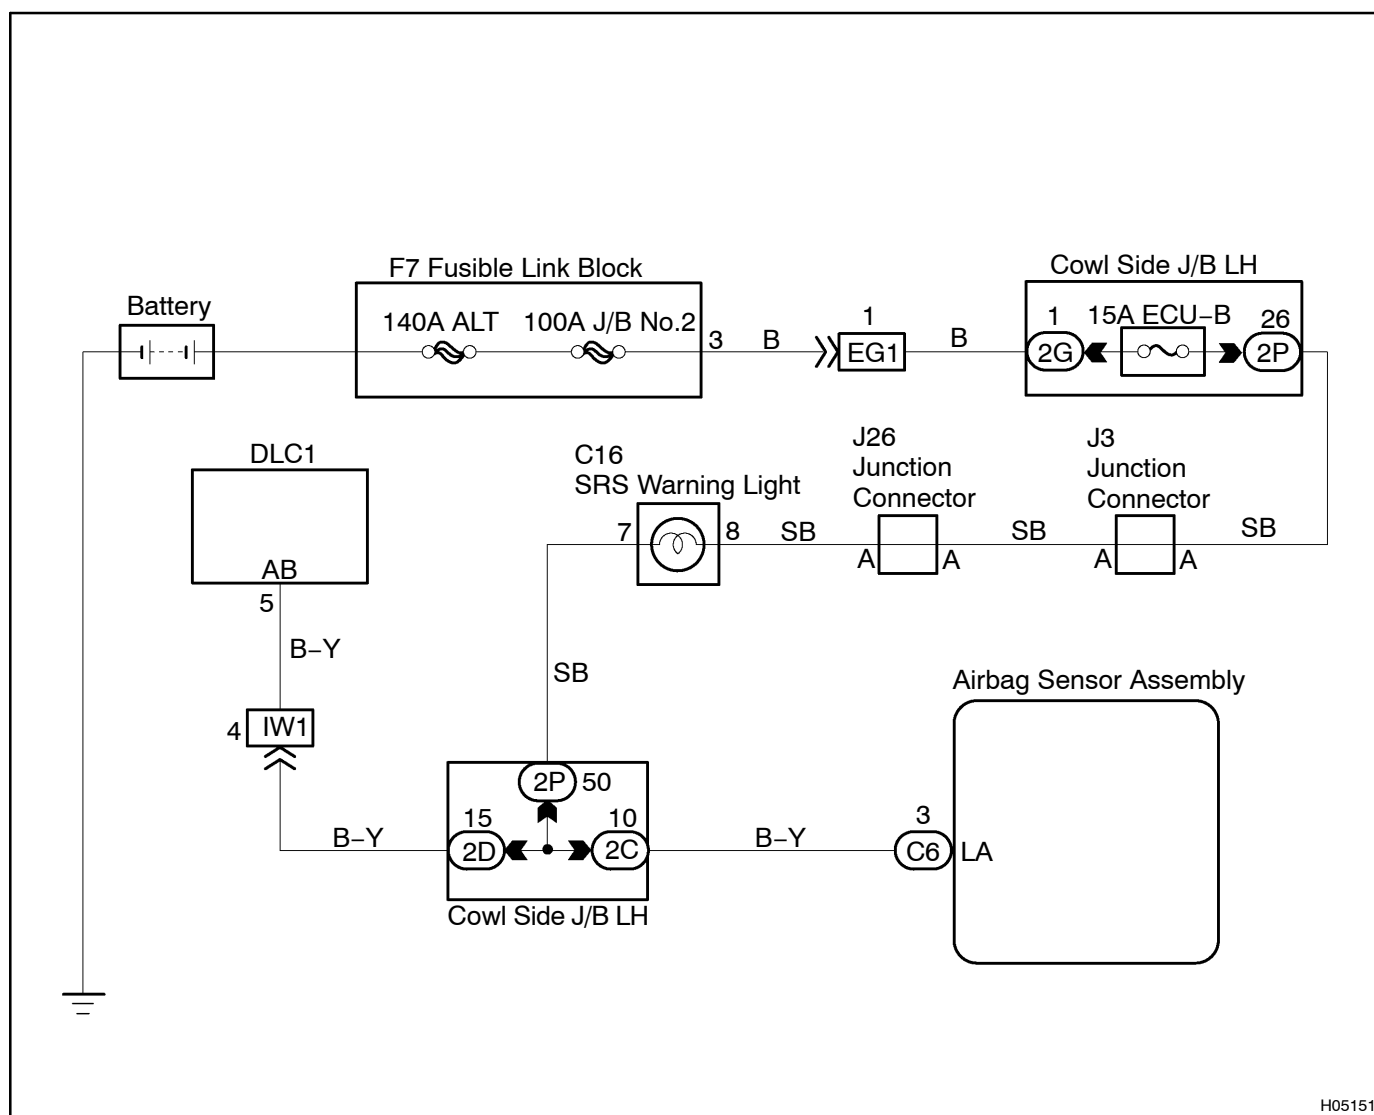 F7 Fusible Link Block
Cowl Side J/B LH
Battery
140A ALT
100A J/B No.2
3
B
1
EG1
B
1
15A ECU–B
26
2G
2P
DLC1
AB
5
B–Y
4
IW1
C16
SRS Warning Light
7
8
SB
J26
Junction
Connector
A
A
SB
J3
Junction
Connector
A
A
SB
SB
Airbag Sensor Assembly
2P
50
15
10
2D
2C
B–Y
B–Y
3
C6
LA
Cowl Side J/B LH
H05151